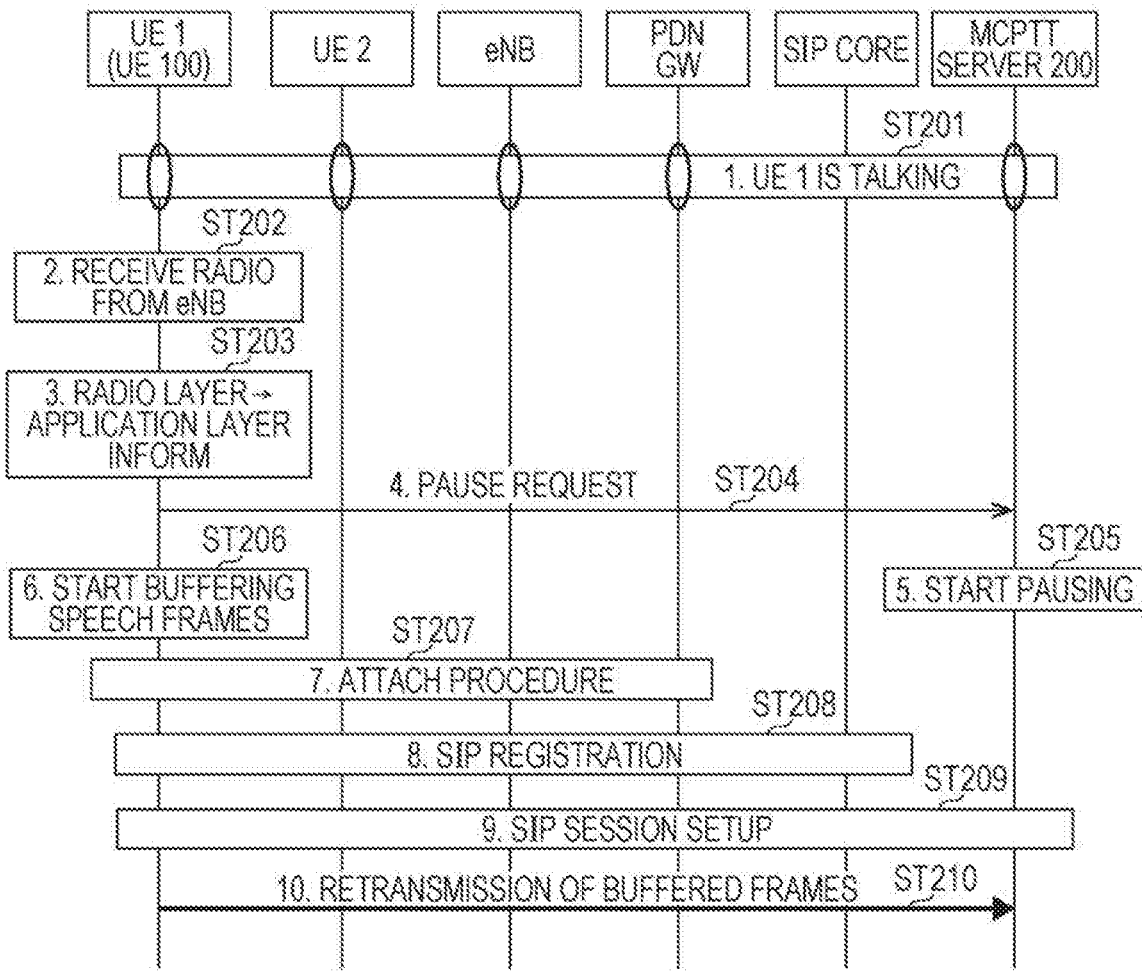 UE 1
(UE 100)
UE 2
eNB
PDN
GW
SIP CORE
MCPTT
SERVER 200
ST201
1. UE 1 IS TALKING
ST202
2. RECEIVE RADIO
FROM eNB
ST203
3. RADIO LAYER→
APPLICATION LAYER
INFORM
4. PAUSE REQUEST
ST204
ST206
6. START BUFFERING
SPEECH FRAMES
ST205
5. START PAUSING
ST207
7. ATTACH PROCEDURE
ST208
8. SIP REGISTRATION
ST209
9. SIP SESSION SETUP
10. RETRANSMISSION OF BUFFERED FRAMES
ST210